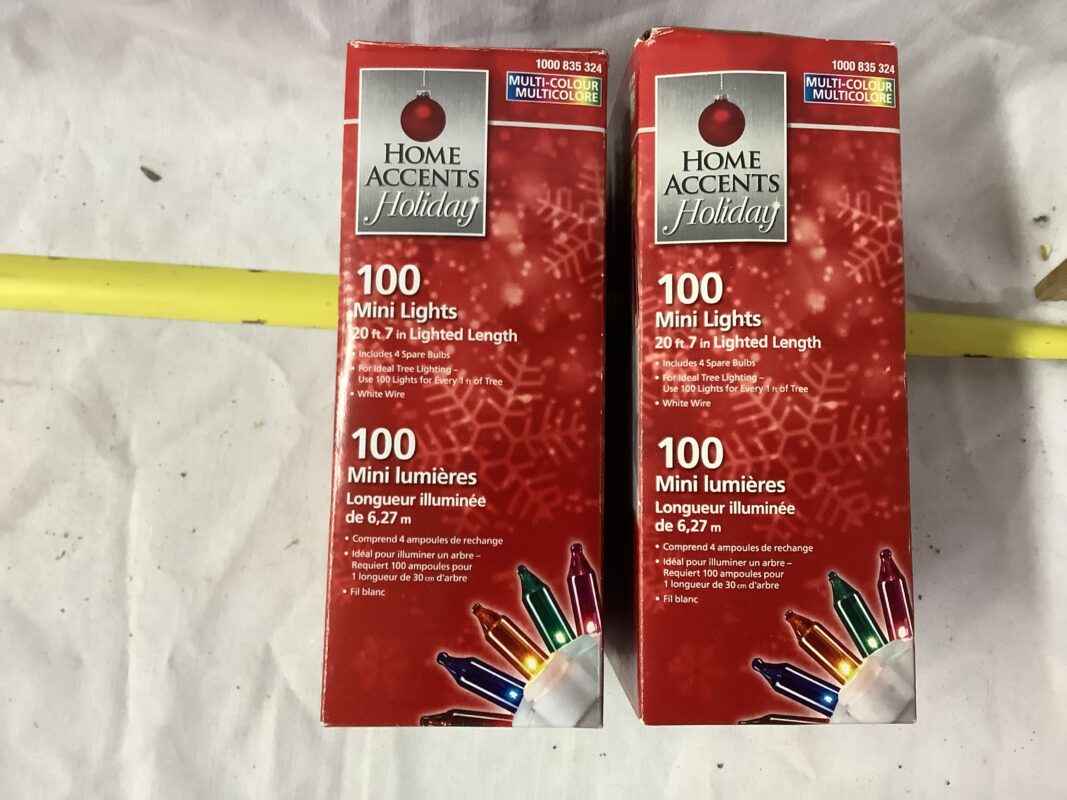 1000 835 324
MULTI-COLOUR
MULTICOLORE
HOME
ACCENTS
Holiday
100
Mini Lights
20 ft. 7 in Lighted Length
• Includes 4 Spare Bulbs
• For Ideal Tree Lighting –
Use 100 Lights for Every 1 ft of Tree
• White Wire
100
Mini lumières
Longueur illuminée
de 6,27 m
• Comprend 4 ampoules de rechange
• Idéal pour illuminer un arbre –
Requiert 100 ampoules pour
1 longueur de 30 cm d'arbre
• Fil blanc
1000 835 324
MULTI-COLOUR
MULTICOLORE
HOME
ACCENTS
Holiday
100
Mini Lights
20 ft. 7 in Lighted Length
• Includes 4 Spare Bulbs
• For Ideal Tree Lighting –
Use 100 Lights for Every 1 ft of Tree
• White Wire
100
Mini lumières
Longueur illuminée
de 6,27 m
• Comprend 4 ampoules de rechange
• Idéal pour illuminer un arbre –
Requiert 100 ampoules pour
1 longueur de 30 cm d'arbre
• Fil blanc